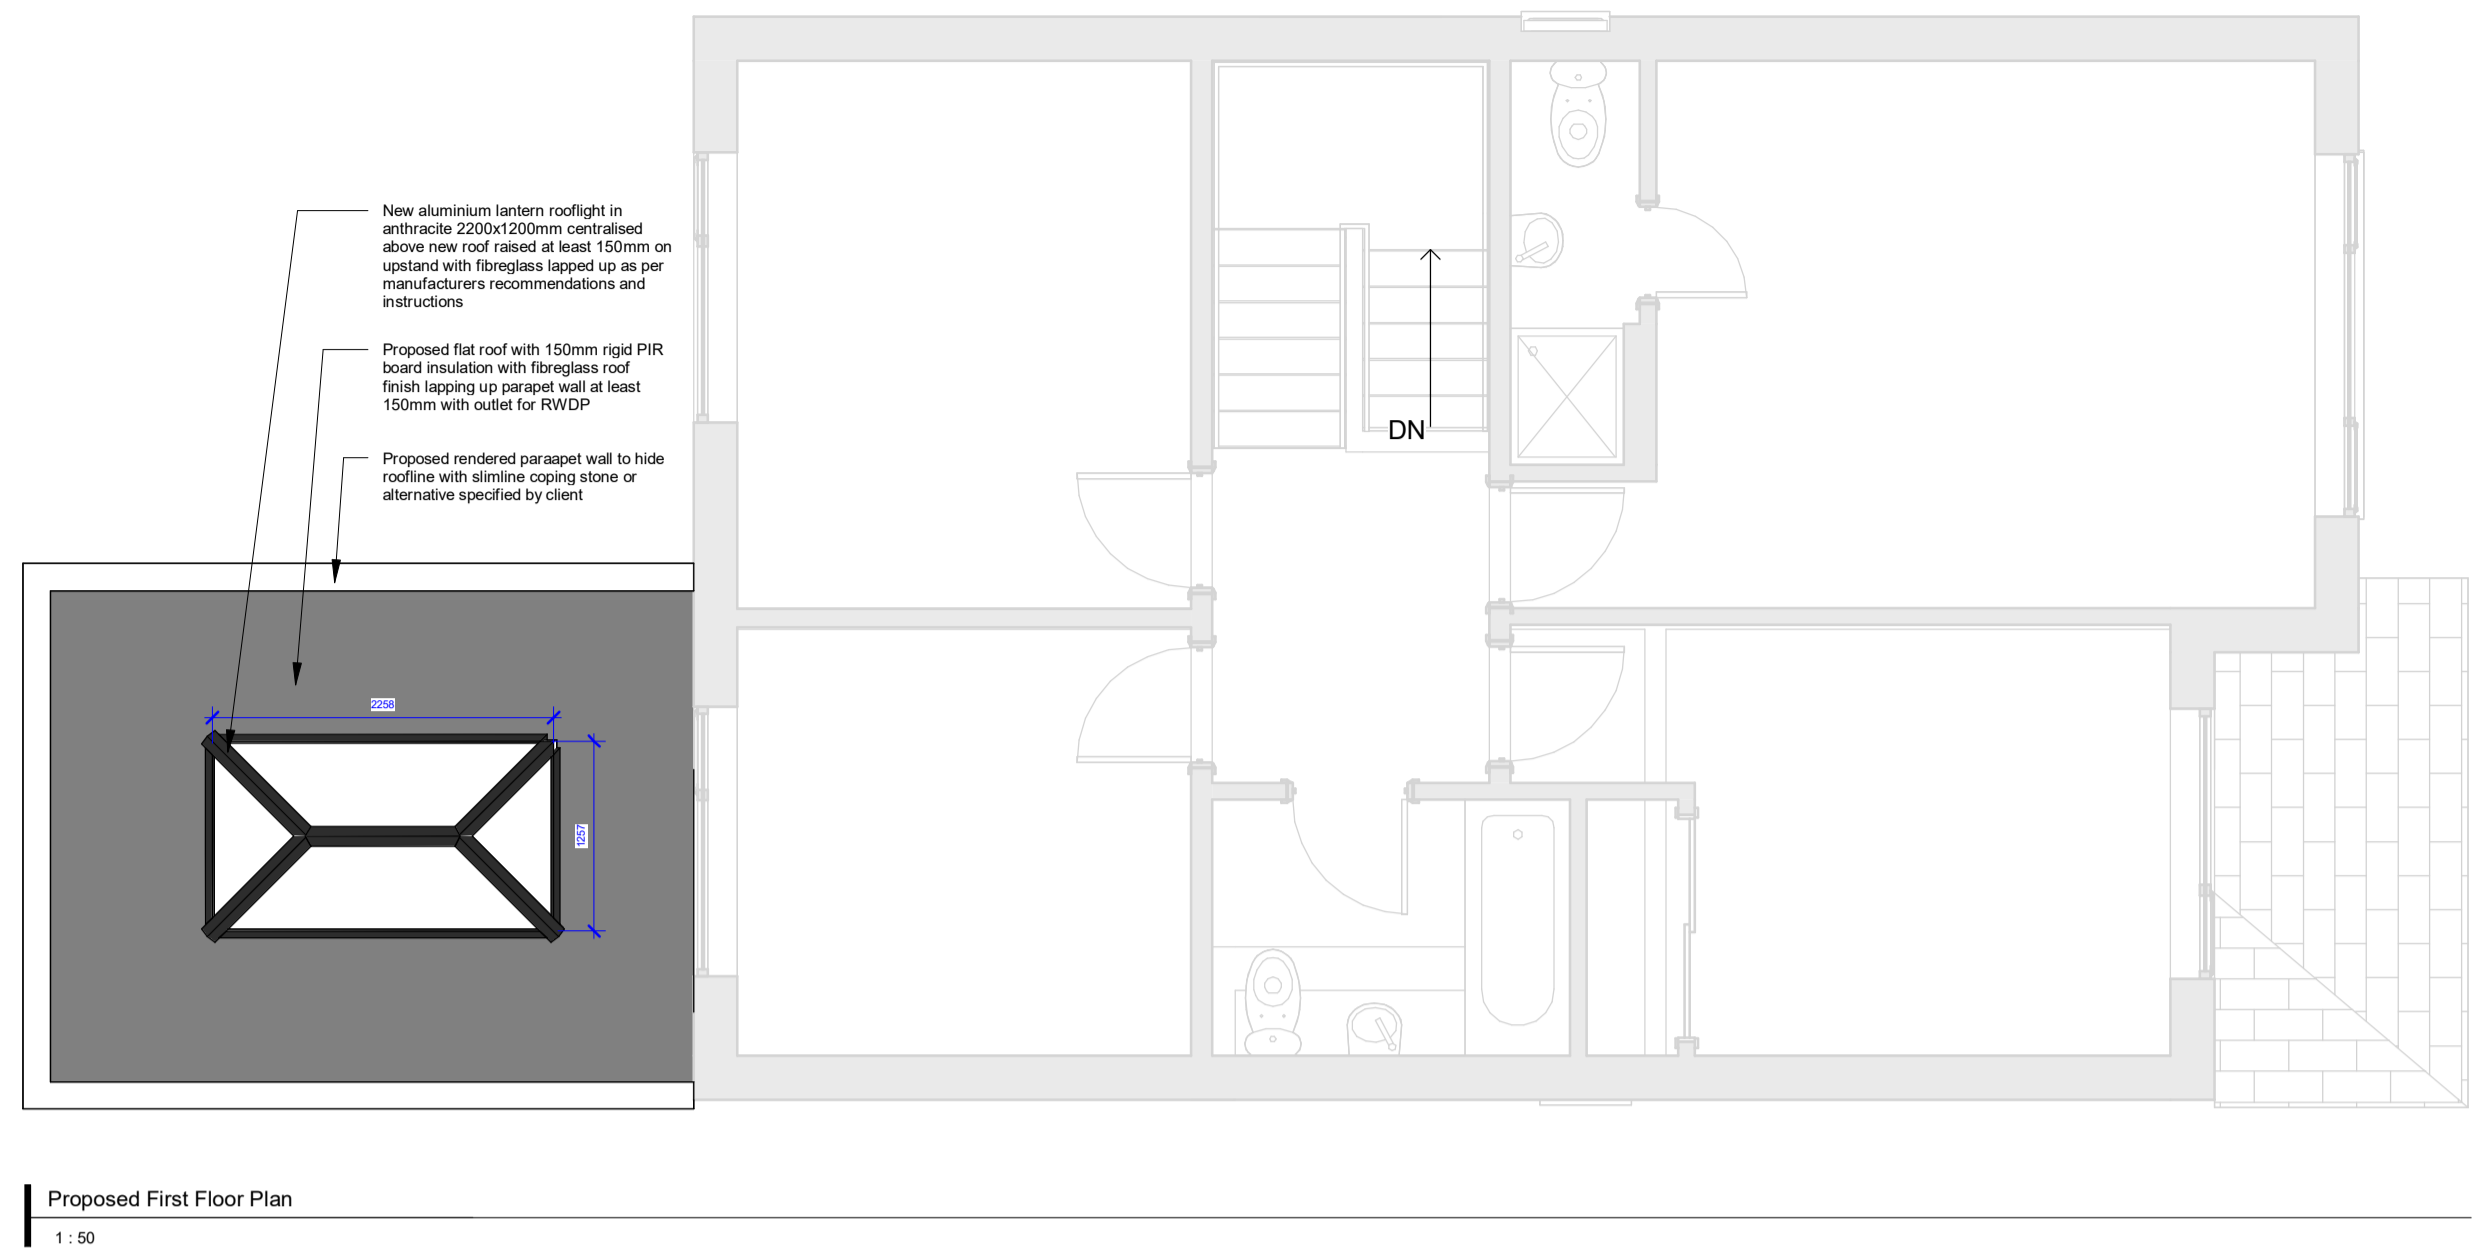 New aluminium lantern rooflight in
anthracite 2200x1200mm centralised
above new roof raised at least 150mm on
upstand with fibreglass lapped up as per
manufacturers recommendations and
instructions
Proposed flat roof with 150mm rigid PIR
board insulation with fibreglass roof
finish lapping up parapet wall at least
150mm with outlet for RWDP
Proposed rendered paraapet wall to hide
roofline with slimline coping stone or
alternative specified by client
DN
2258
1257
Proposed First Floor Plan
1 : 50